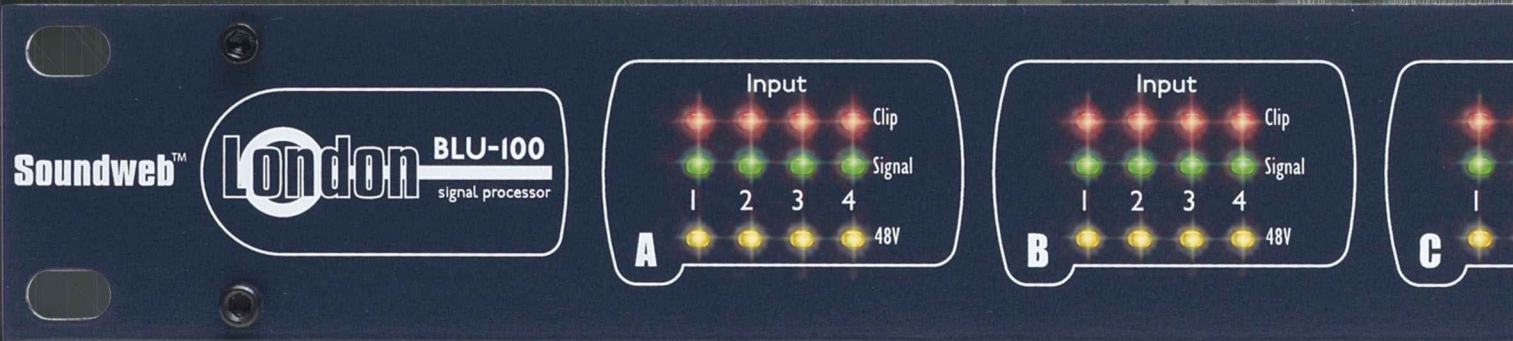 Soundweb™
London
BLU-100
signal processor
Input
Clip
Signal
1 2 3 4
A
48V
Input
Clip
Signal
1 2 3 4
B
48V
1
C